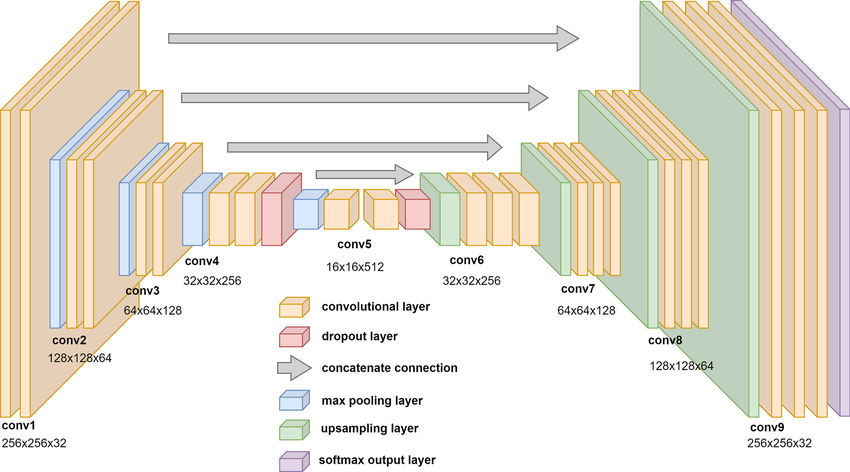 conv1
256x256x32
conv2
128x128x64
conv3
64x64x128
conv4
32x32x256
conv5
16x16x512
conv6
32x32x256
conv7
64x64x128
conv8
128x128x64
conv9
256x256x32
convolutional layer
dropout layer
concatenate connection
max pooling layer
upsampling layer
softmax output layer